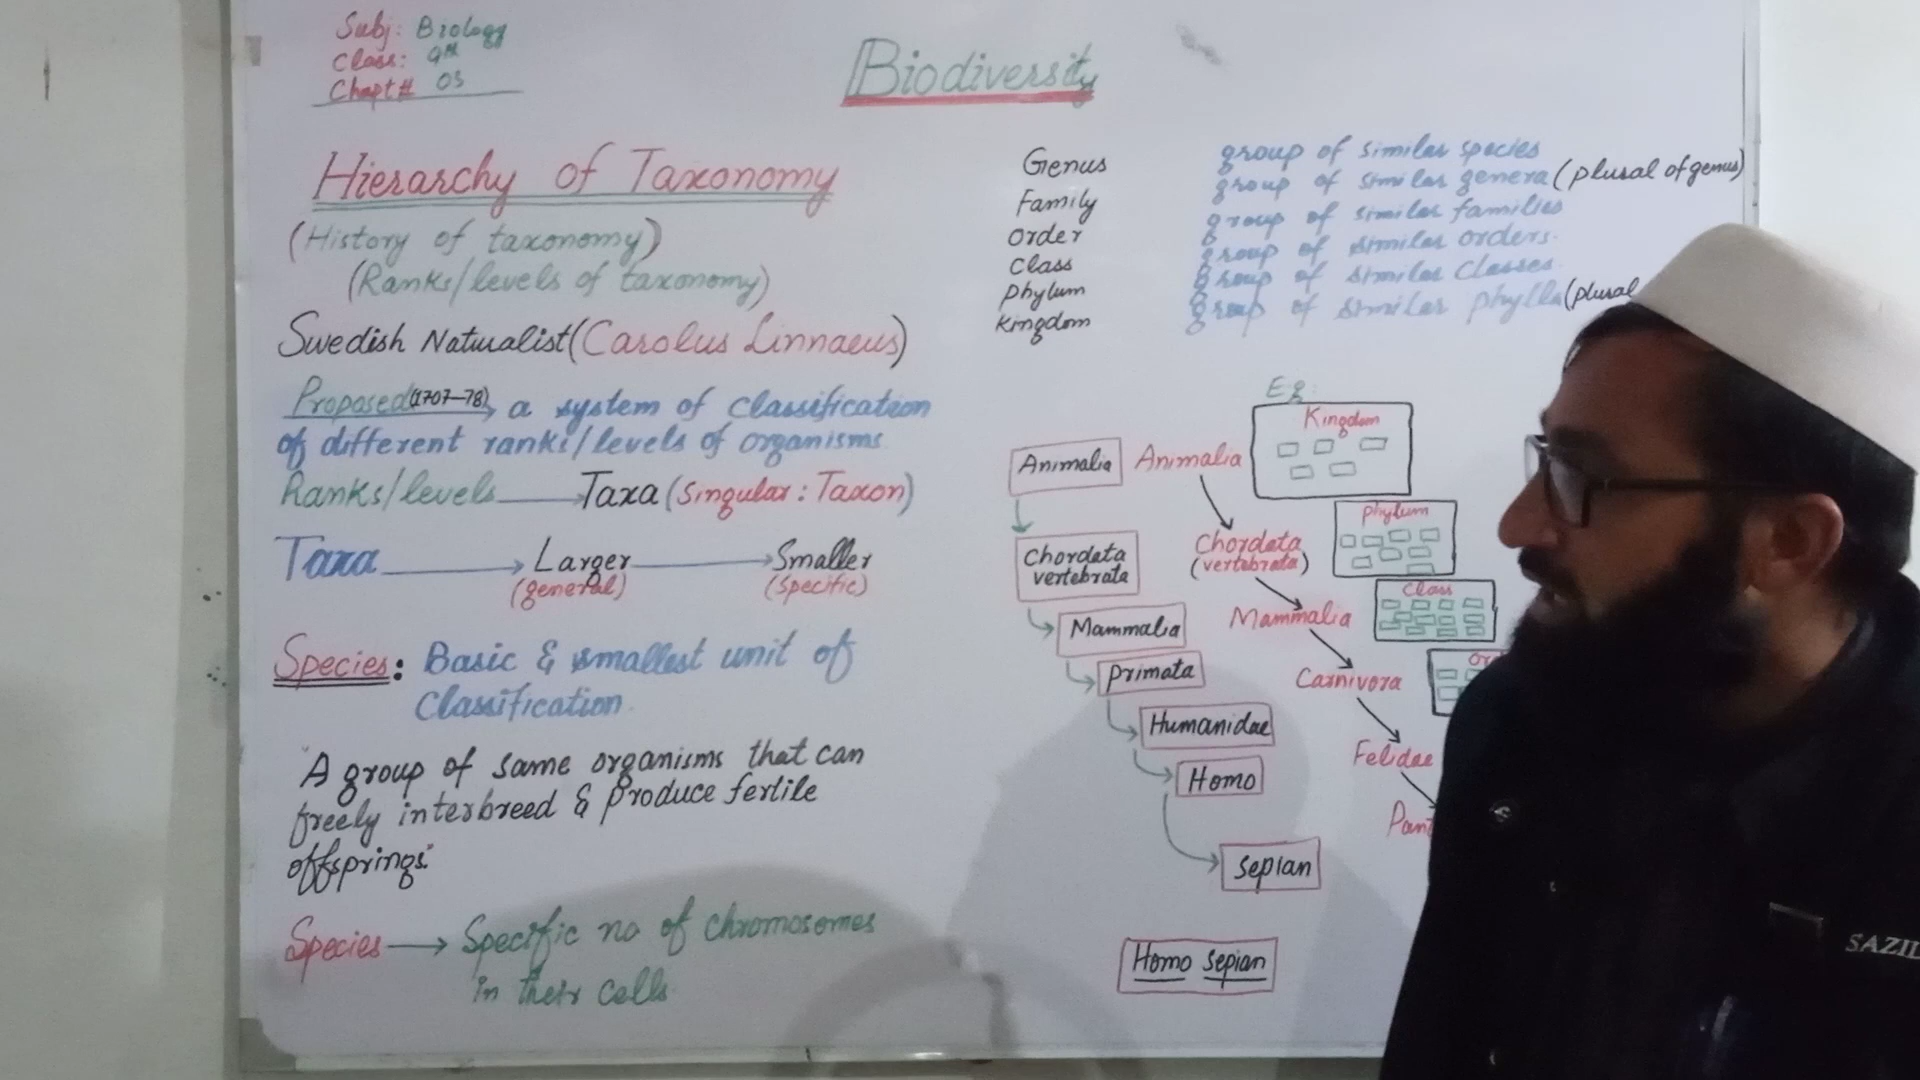 Subj: Biology
Class: 9th
Chapt# 03
Biodiversity
Hierarchy of Taxonomy
(History of taxonomy)
(Ranks/levels of taxonomy)
Swedish Naturalist (Carolus Linnaeus)
Proposed (1707-78) a system of classification
of different ranks/levels of organisms
Ranks/levels Taxa (Singular: Taxon)
Taxa Larger Smaller
(general) (specific)
Species: Basic & smallest unit of
Classification
"A group of same organisms that can
freely interbreed & produce fertile
offsprings."
Species Specific no of chromosomes
in their cells
Genus group of similar species
Family group of similar genera (plural of genus)
order group of similar families
Class group of similar orders.
phylum group of similar Classes.
kingdom group of similar phylla (plural
Eg:
Animalia
Chordata
vertebrata
Mammalia
primata
Humanidae
Homo
sepian
Homo sepian
Animalia
Chordata
(vertebrata)
Mammalia
Carnivora
Felidae
Pant
Kingdom
phylum
Class
Or
SAZID